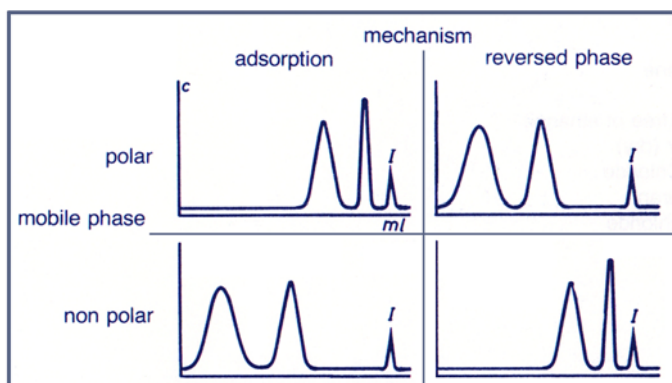 mechanism
adsorption
reversed phase
c
polar
I
I
ml
mobile phase
non polar
I
I